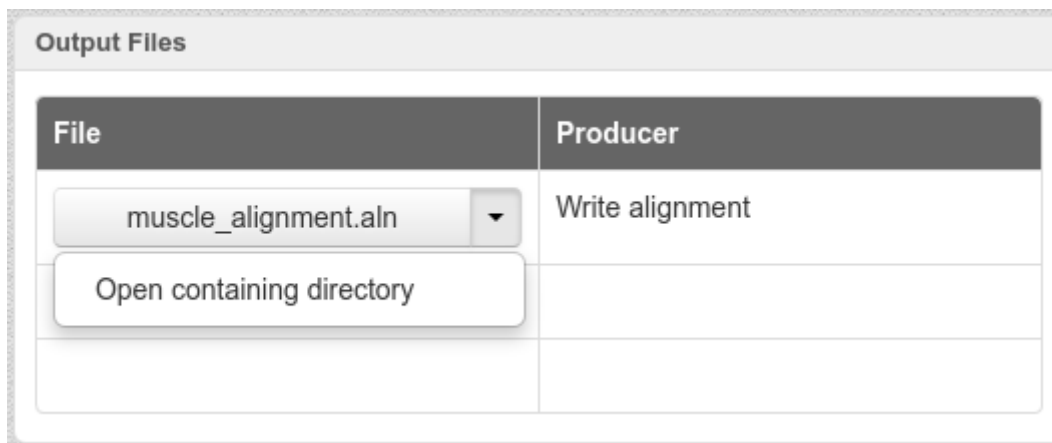 Output Files
File Producer
muscle_alignment.aln Write alignment
Open containing directory